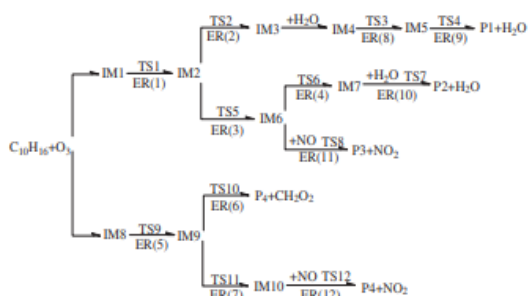 TS2 +H₂O TS3 TS4
IM3 IM4 IM5 P1+H₂O
ER(2) ER(8) ER(9)
TS1
IM1 IM2
ER(1)
TS6 +H₂O TS7
IM7 P2+H₂O
TS5 ER(4) ER(10)
IM6
ER(3)
+NO TS8
P3+NO₂
ER(11)
C₁₀H₁₆+O₃
TS10
P₄+CH₂O₂
ER(6)
TS9
IM8 IM9
ER(5)
TS11 +NO TS12
IM10 P4+NO₂
ER(7) ER(12)